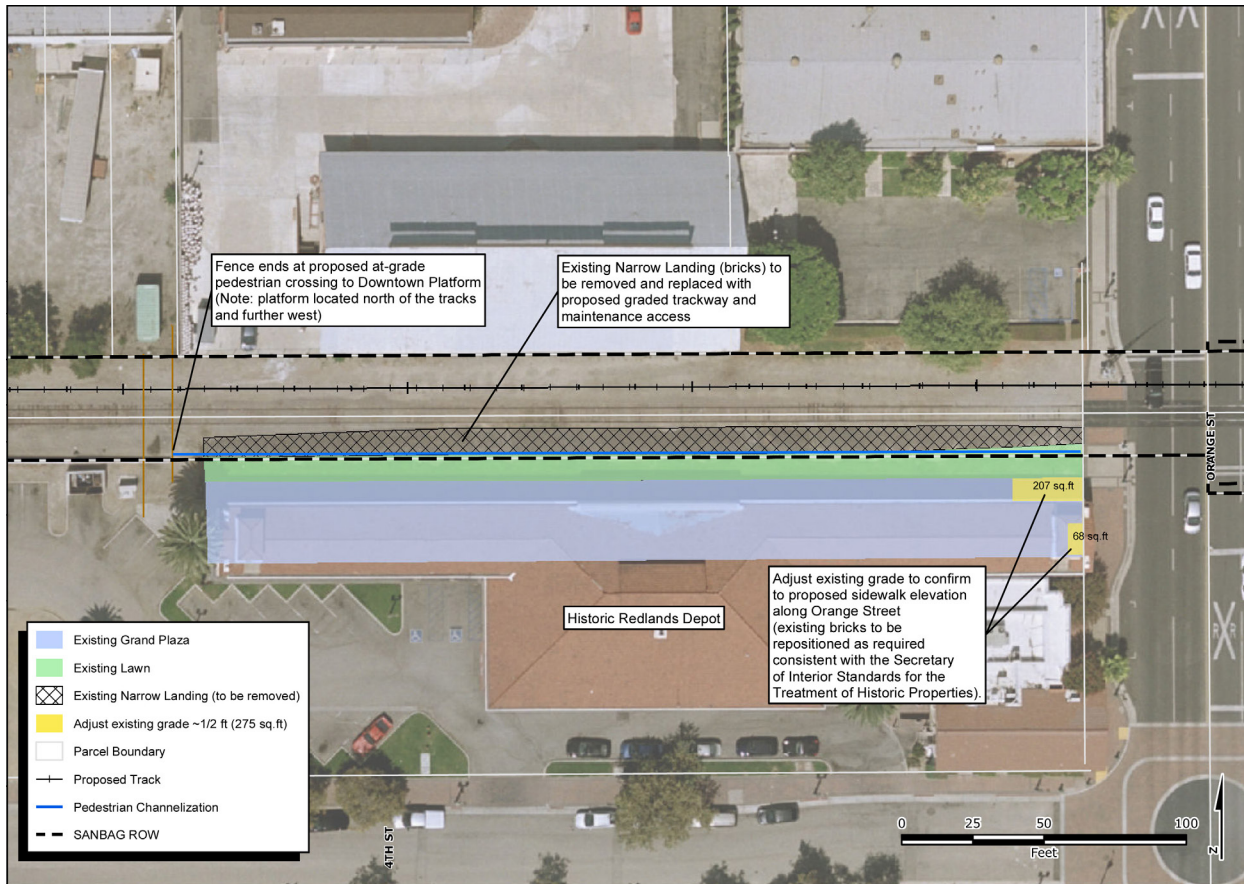 Fence ends at proposed at-grade
pedestrian crossing to Downtown Platform
(Note: platform located north of the tracks
and further west)
Existing Narrow Landing (bricks) to
be removed and replaced with
proposed graded trackway and
maintenance access
ORANGE ST
207 sq.ft
68 sq.ft
Adjust existing grade to confirm
to proposed sidewalk elevation
along Orange Street
(existing bricks to be
repositioned as required
consistent with the Secretary
of Interior Standards for the
Treatment of Historic Properties).
Historic Redlands Depot
Existing Grand Plaza
Existing Lawn
Existing Narrow Landing (to be removed)
Adjust existing grade ~1/2 ft (275 sq.ft)
Parcel Boundary
Proposed Track
Pedestrian Channelization
SANBAG ROW
4TH ST
0 25 50 100
Feet
Z